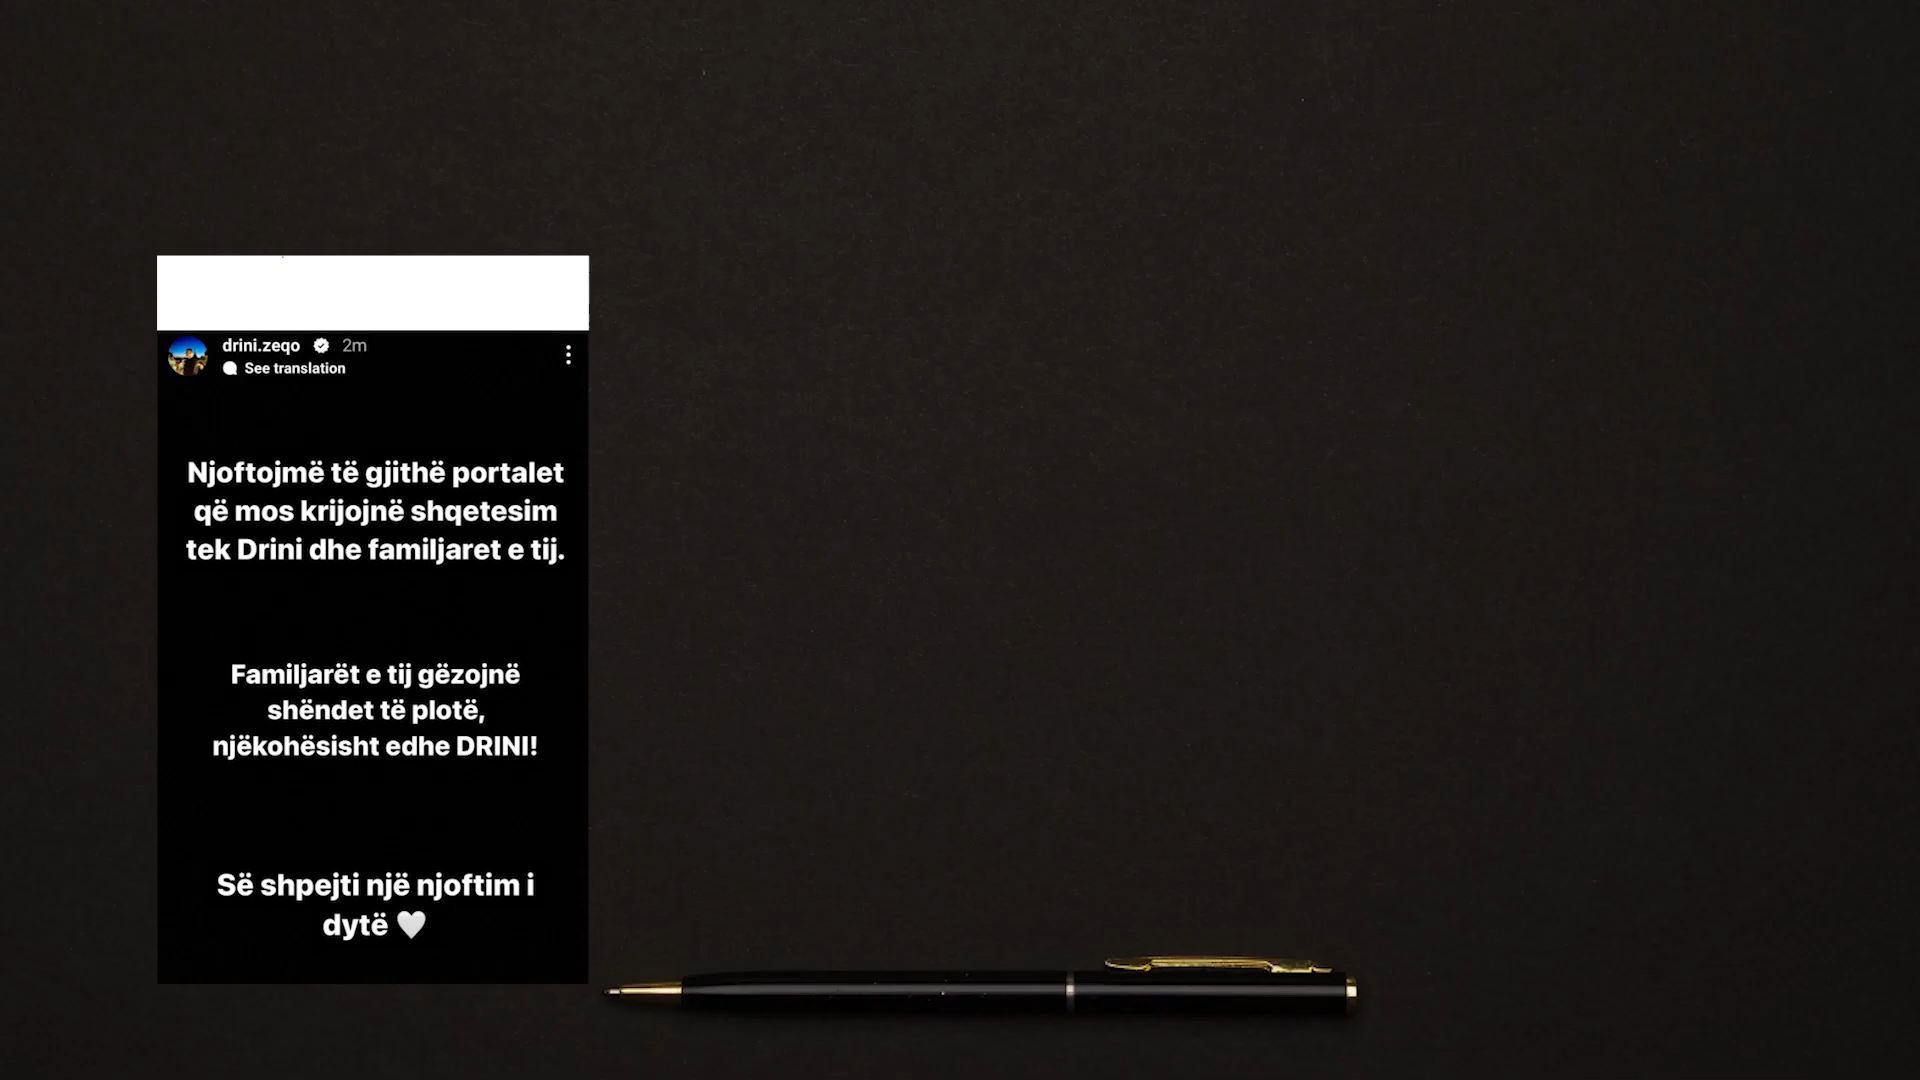 drini.zeqo 2m
See translation
Njoftojmë të gjithë portalet
që mos krijojnë shqetesim
tek Drini dhe familjaret e tij.
Familjarët e tij gëzojnë
shëndet të plotë,
njëkohësisht edhe DRINI!
Së shpejti një njoftim i
dytë 🤍